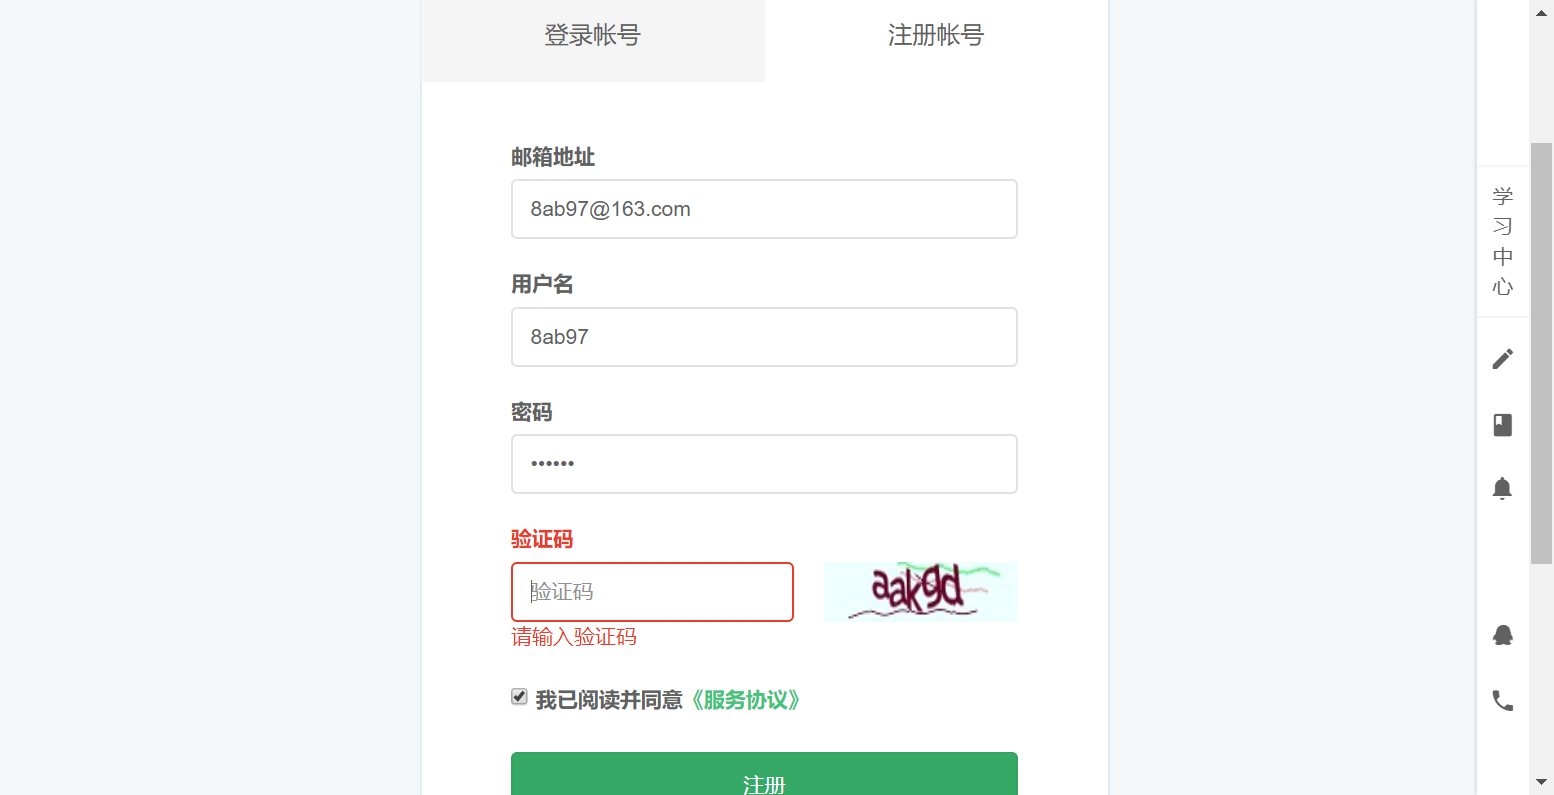 登录帐号
注册帐号
邮箱地址
8ab97@163.com
用户名
8ab97
密码
••••••
验证码
验证码
aakgd
请输入验证码
我已阅读并同意《服务协议》
注册
学
习
中
心